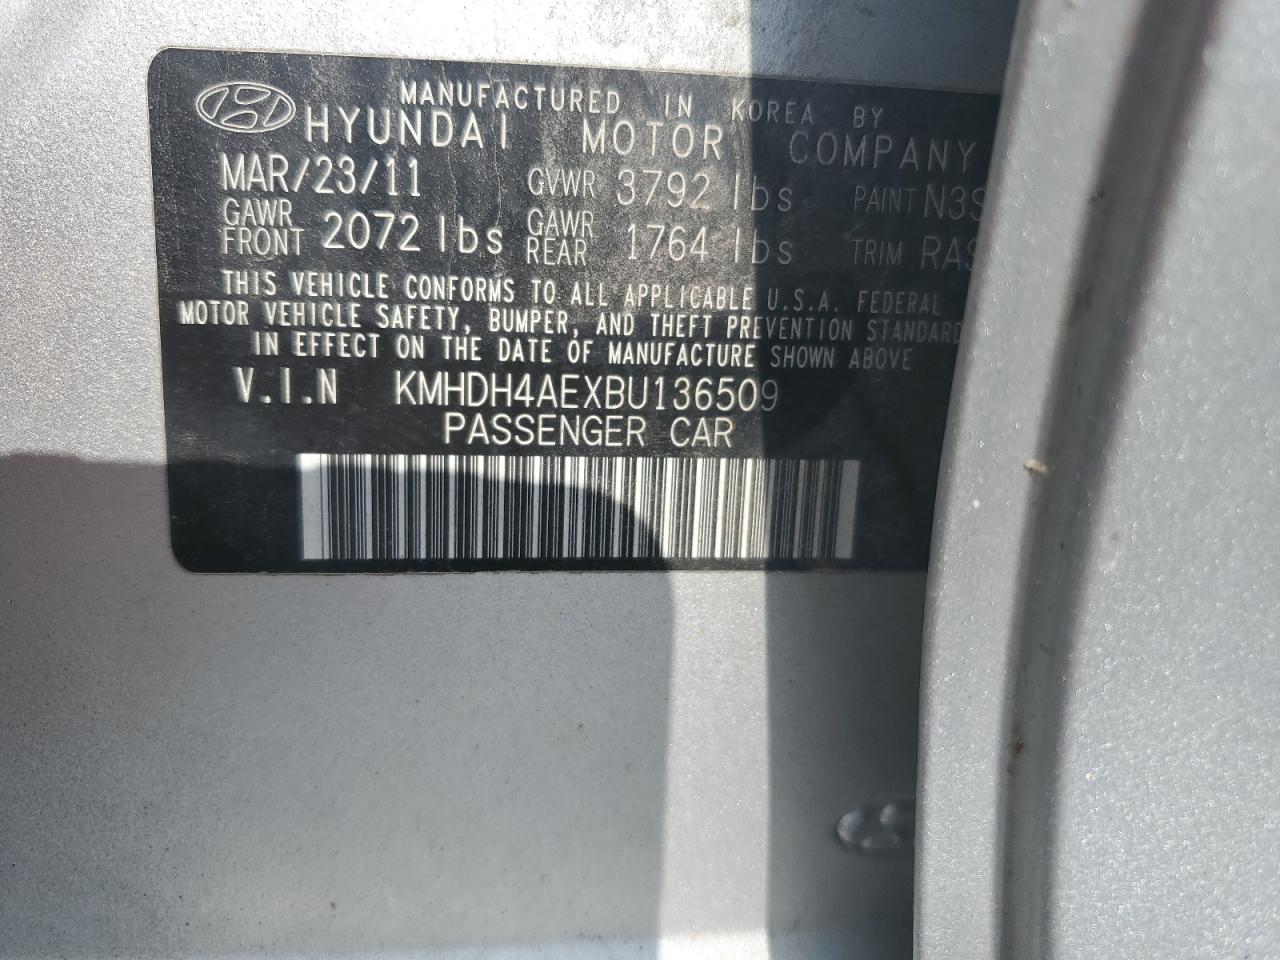 MANUFACTURED IN KOREA BY
HYUNDAI MOTOR COMPANY
MAR/23/11 GVWR 3792 lbs PAINT N3S
GAWR FRONT 2072 lbs GAWR REAR 1764 lbs TRIM RAS
THIS VEHICLE CONFORMS TO ALL APPLICABLE U.S.A. FEDERAL
MOTOR VEHICLE SAFETY, BUMPER, AND THEFT PREVENTION STANDARD
IN EFFECT ON THE DATE OF MANUFACTURE SHOWN ABOVE
V.I.N KMHDH4AEXBU136509
PASSENGER CAR